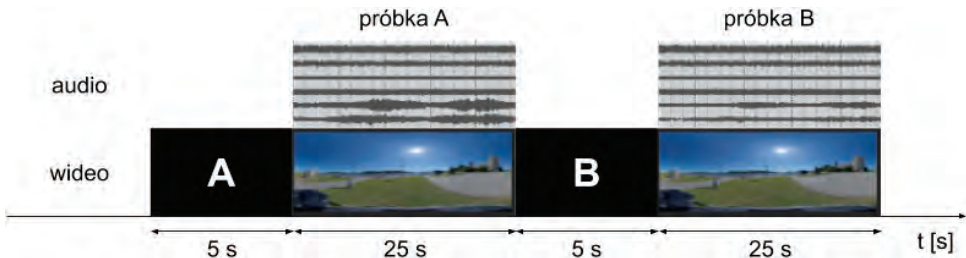 próbka A
próbka B
audio
wideo
A
B
5 s
25 s
5 s
25 s
t [s]